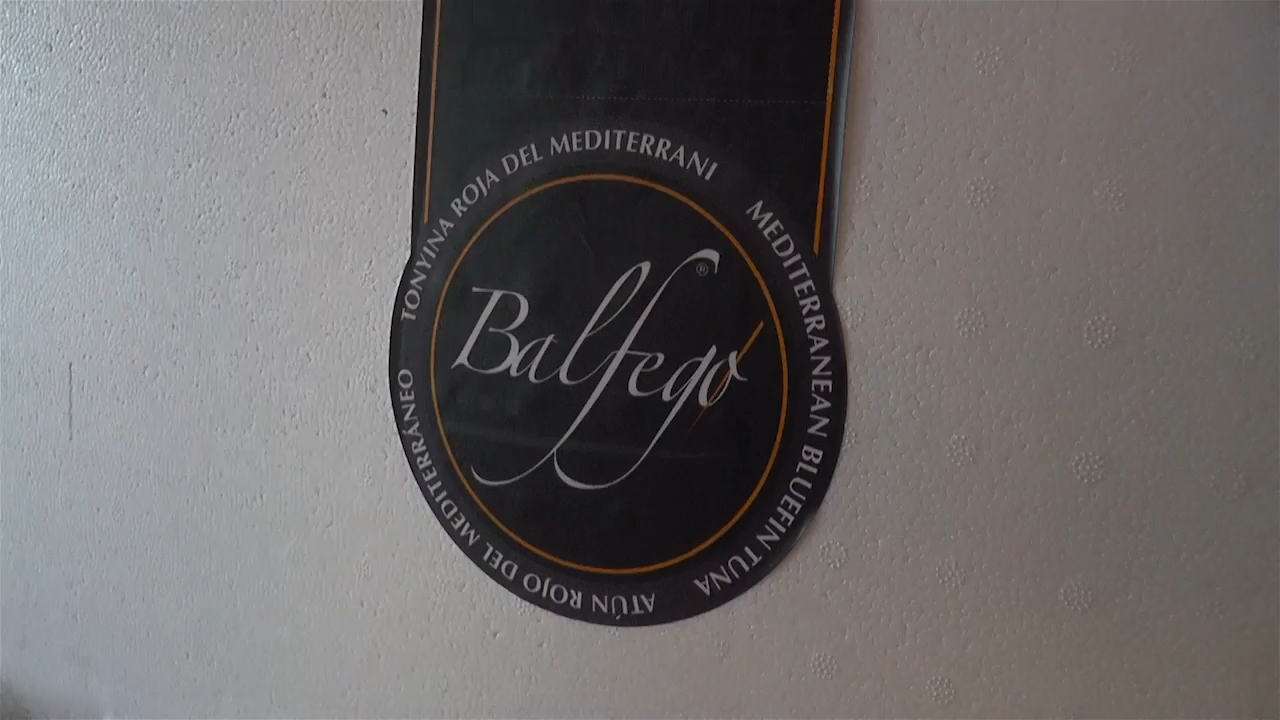 TONYINA ROJA DEL MEDITERRANI
MEDITERRANEAN BLUEFIN TUNA
ATÚN ROJO DEL MEDITERRÁNEO
Balfegó®